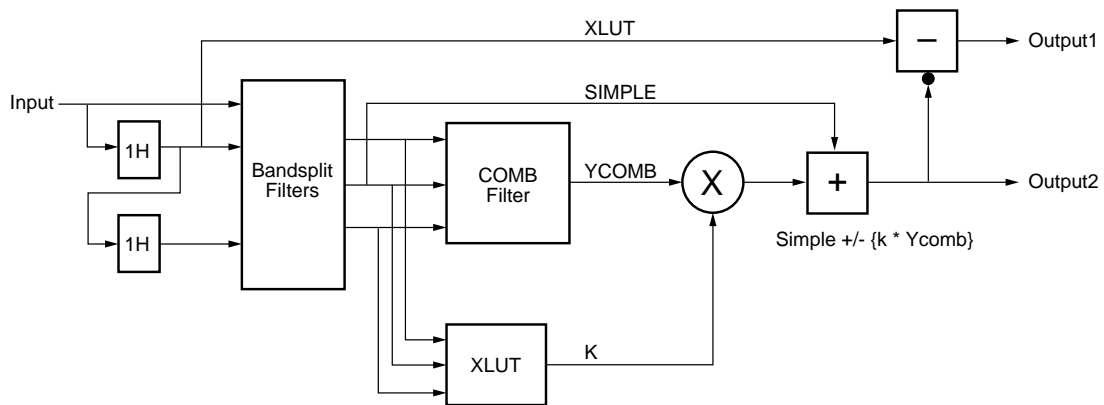 XLUT
−
Output1
Input
SIMPLE
1H
Bandsplit
Filters
COMB
Filter
YCOMB
X
+
Output2
1H
Simple +/- {k * Ycomb}
XLUT
K